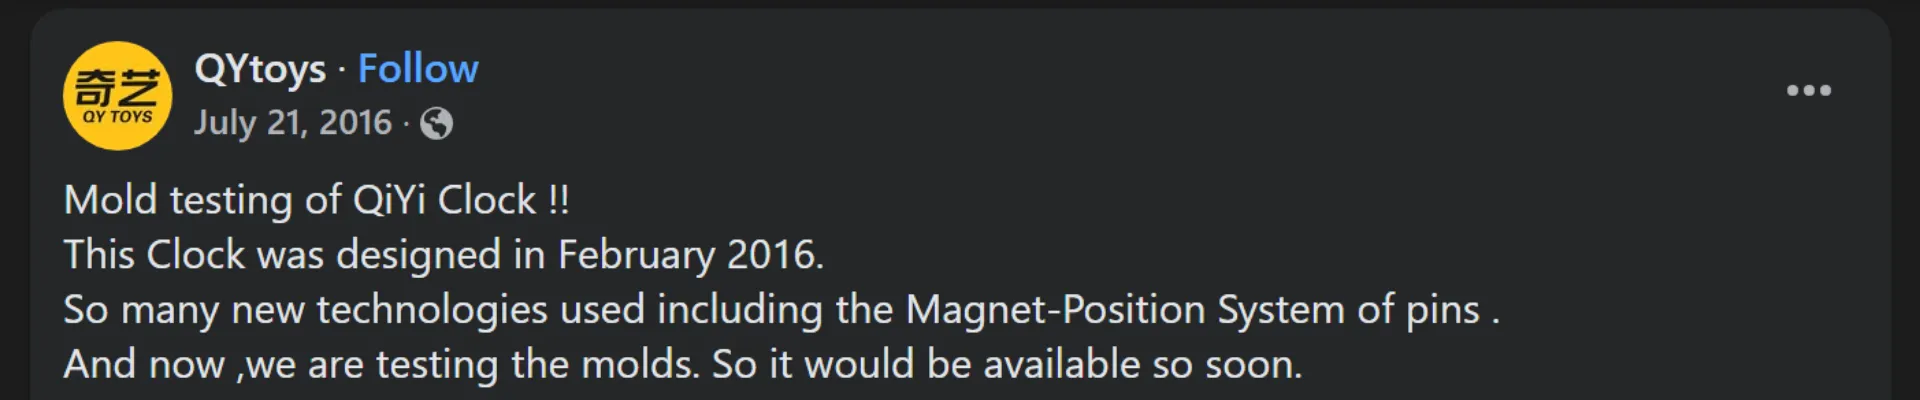 奇艺
QY TOYS
QYtoys · Follow
July 21, 2016 ·
Mold testing of QiYi Clock !!
This Clock was designed in February 2016.
So many new technologies used including the Magnet-Position System of pins .
And now ,we are testing the molds. So it would be available so soon.